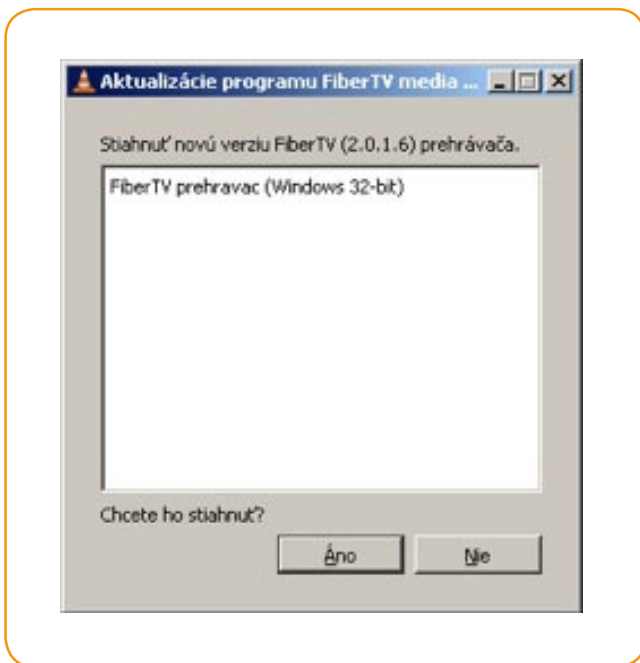 Aktualizácie programu FiberTV media ...
Stiahnuť novú verziu FiberTV (2.0.1.6) prehrávača.
FiberTV prehravac (Windows 32-bit)
Chcete ho stiahnuť?
Áno
Nie